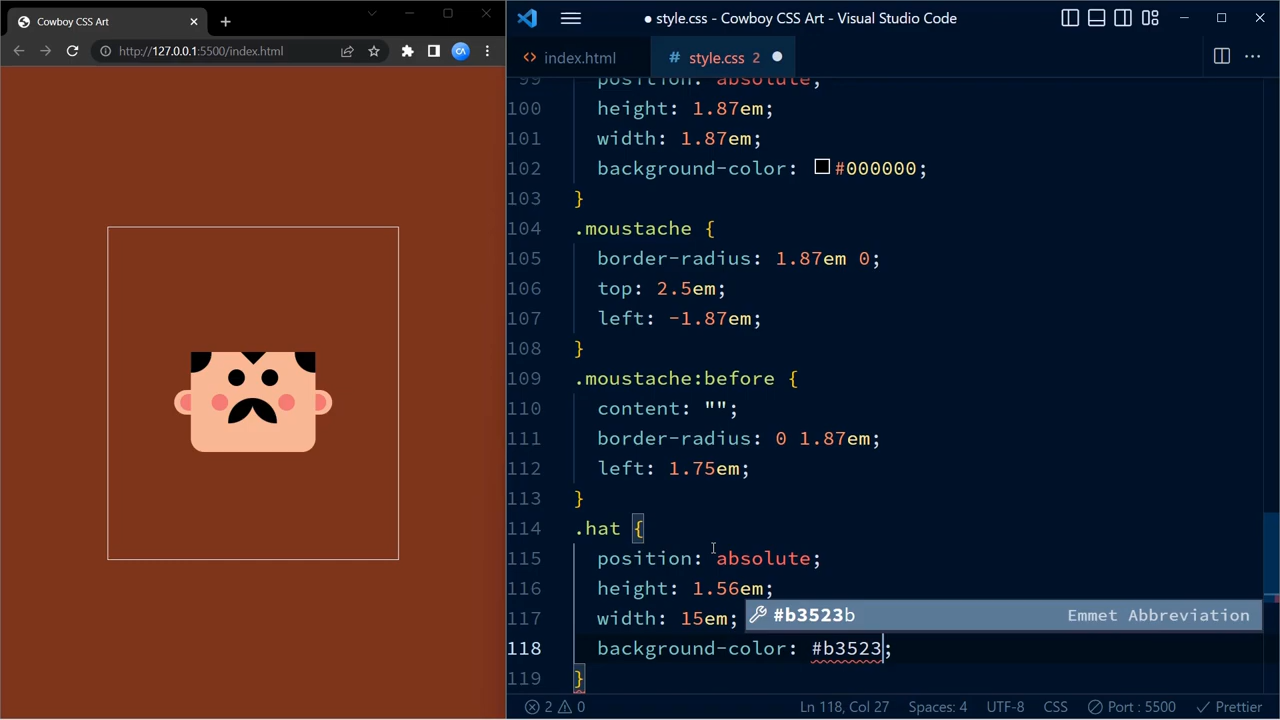 Cowboy CSS Art
http://127.0.0.1:5500/index.html
style.css - Cowboy CSS Art - Visual Studio Code
index.html
# style.css 2
99 position: absolute;
100 height: 1.87em;
101 width: 1.87em;
102 background-color: #000000;
103 }
104 .moustache {
105 border-radius: 1.87em 0;
106 top: 2.5em;
107 left: -1.87em;
108 }
109 .moustache:before {
110 content: "";
111 border-radius: 0 1.87em;
112 left: 1.75em;
113 }
114 .hat {
115 position: absolute;
116 height: 1.56em;
117 width: 15em;
#b3523b Emmet Abbreviation
118 background-color: #b3523;
119 }
2 0 Ln 118, Col 27 Spaces: 4 UTF-8 CSS Port : 5500 Prettier